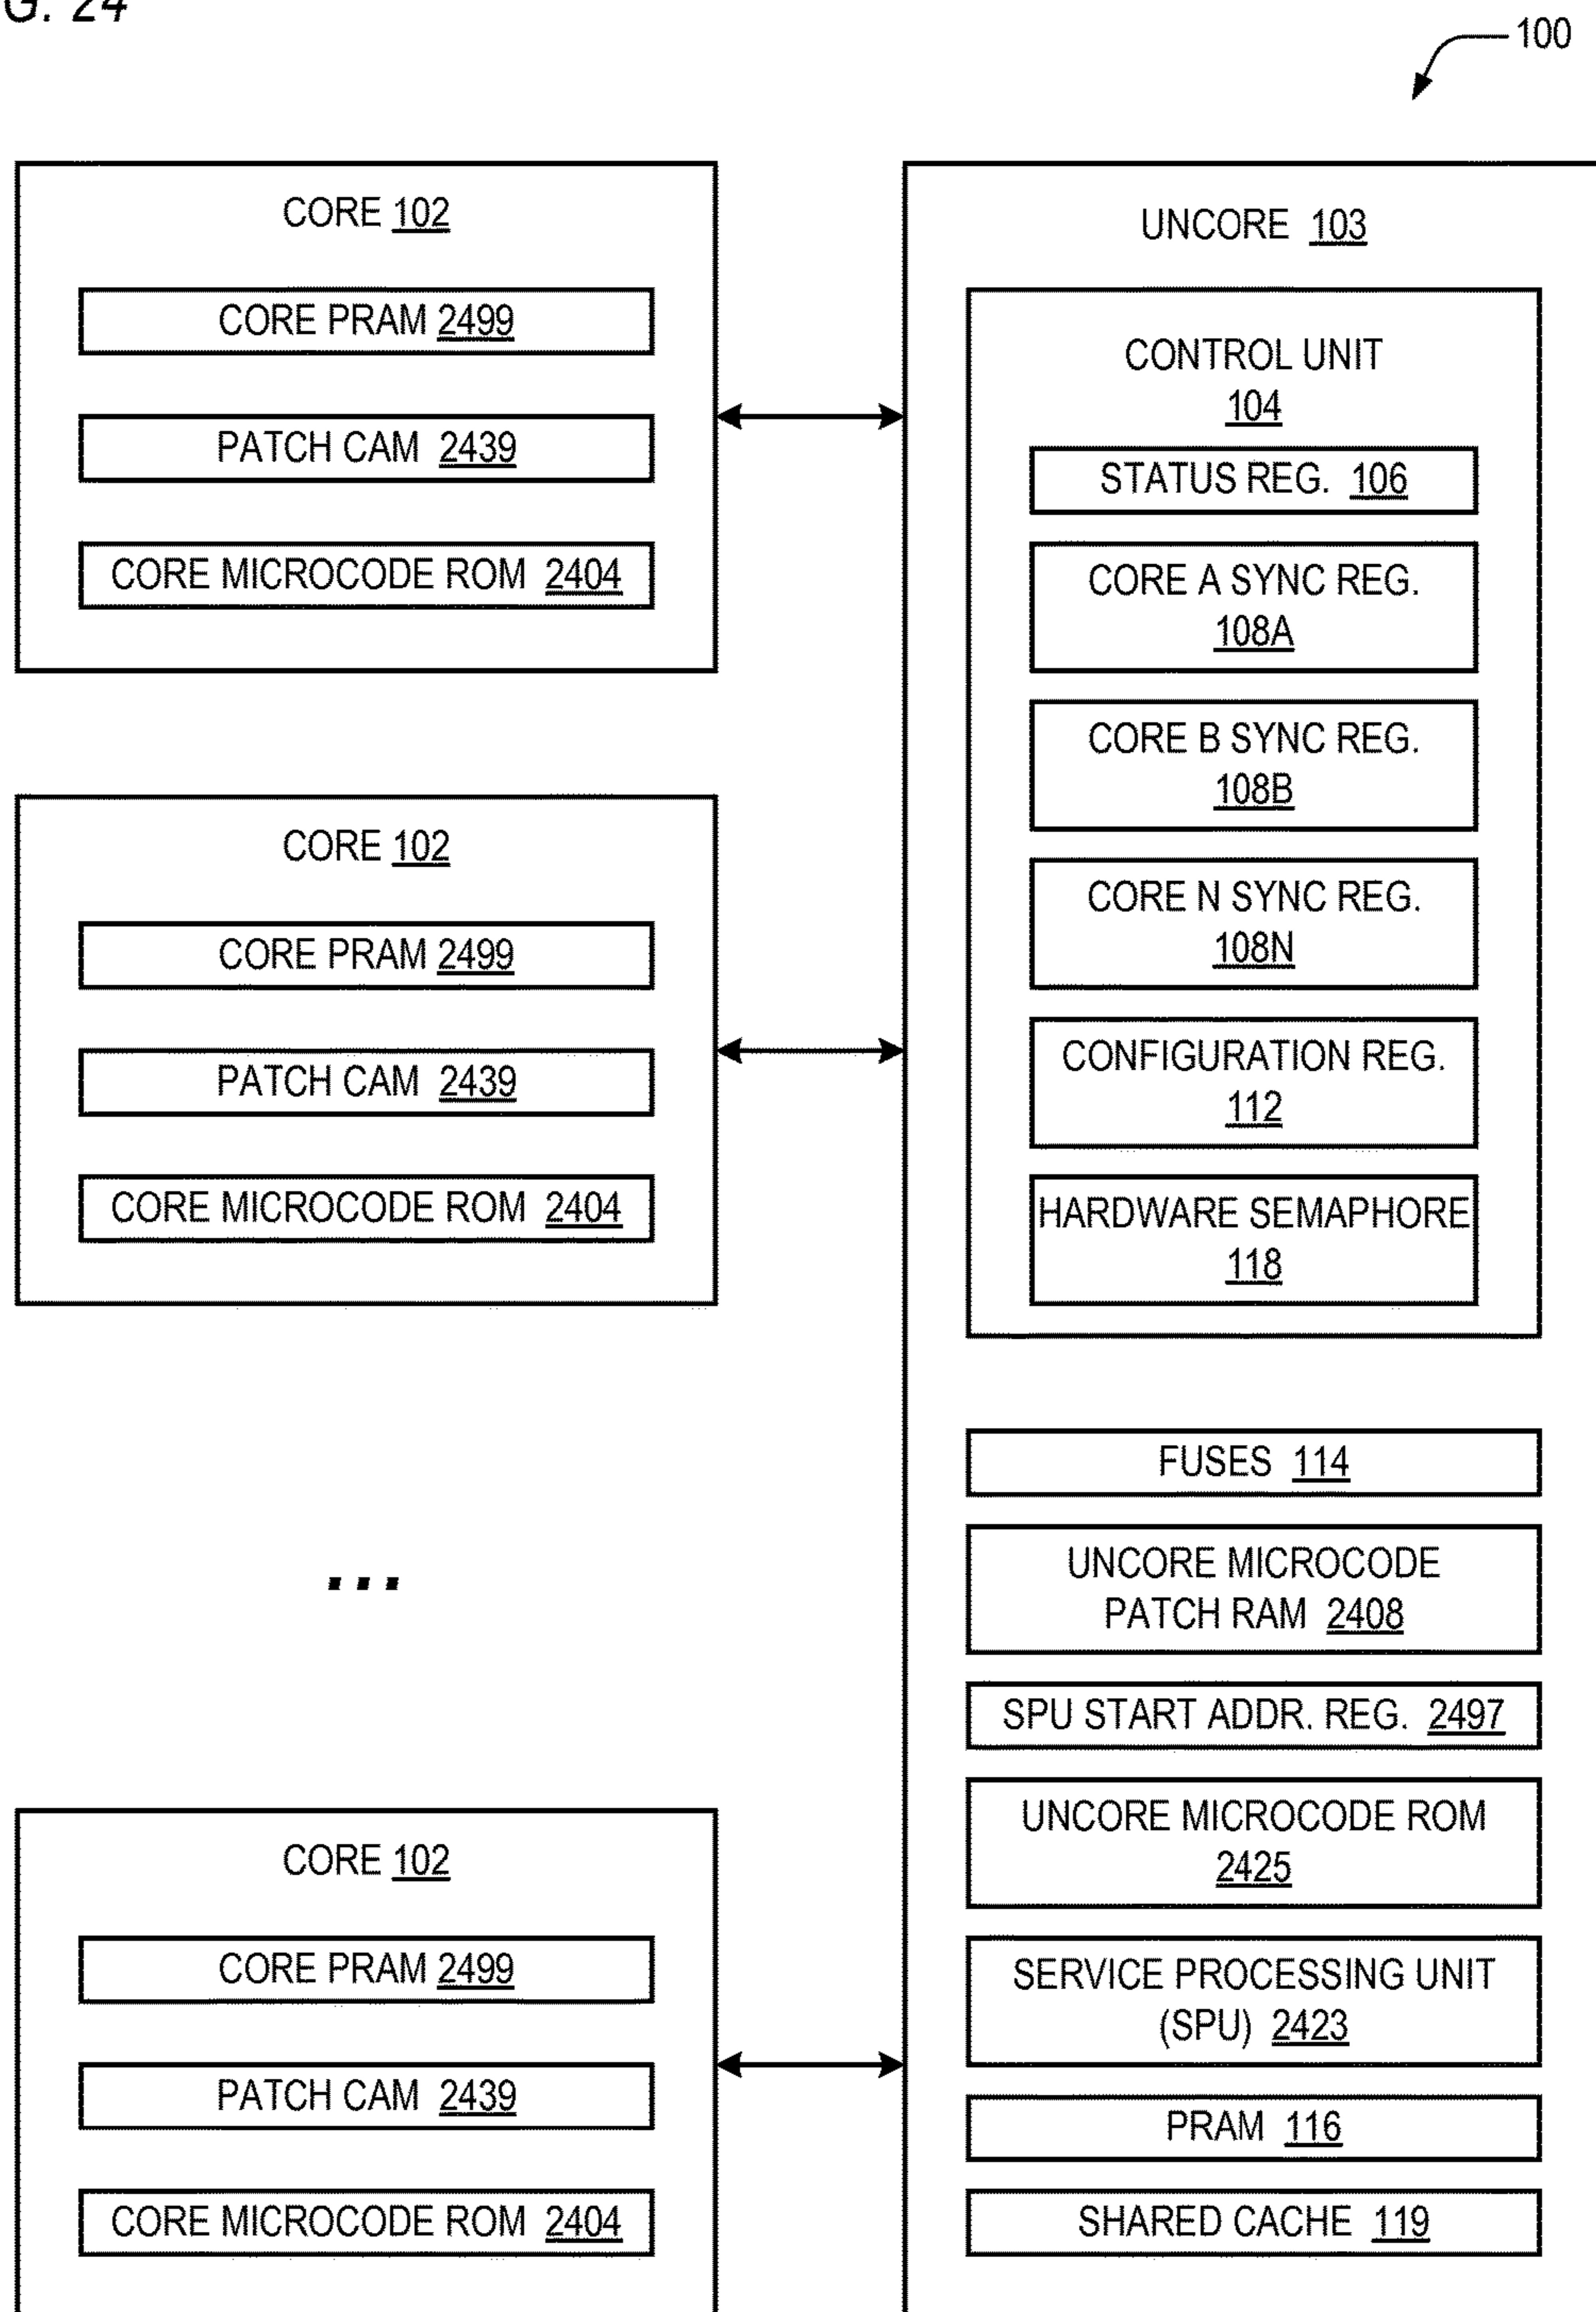 G. 24
100
CORE 102
CORE PRAM 2499
PATCH CAM 2439
CORE MICROCODE ROM 2404
CORE 102
CORE PRAM 2499
PATCH CAM 2439
CORE MICROCODE ROM 2404
...
CORE 102
CORE PRAM 2499
PATCH CAM 2439
CORE MICROCODE ROM 2404
UNCORE 103
CONTROL UNIT
104
STATUS REG. 106
CORE A SYNC REG.
108A
CORE B SYNC REG.
108B
CORE N SYNC REG.
108N
CONFIGURATION REG.
112
HARDWARE SEMAPHORE
118
FUSES 114
UNCORE MICROCODE
PATCH RAM 2408
SPU START ADDR. REG. 2497
UNCORE MICROCODE ROM
2425
SERVICE PROCESSING UNIT
(SPU) 2423
PRAM 116
SHARED CACHE 119